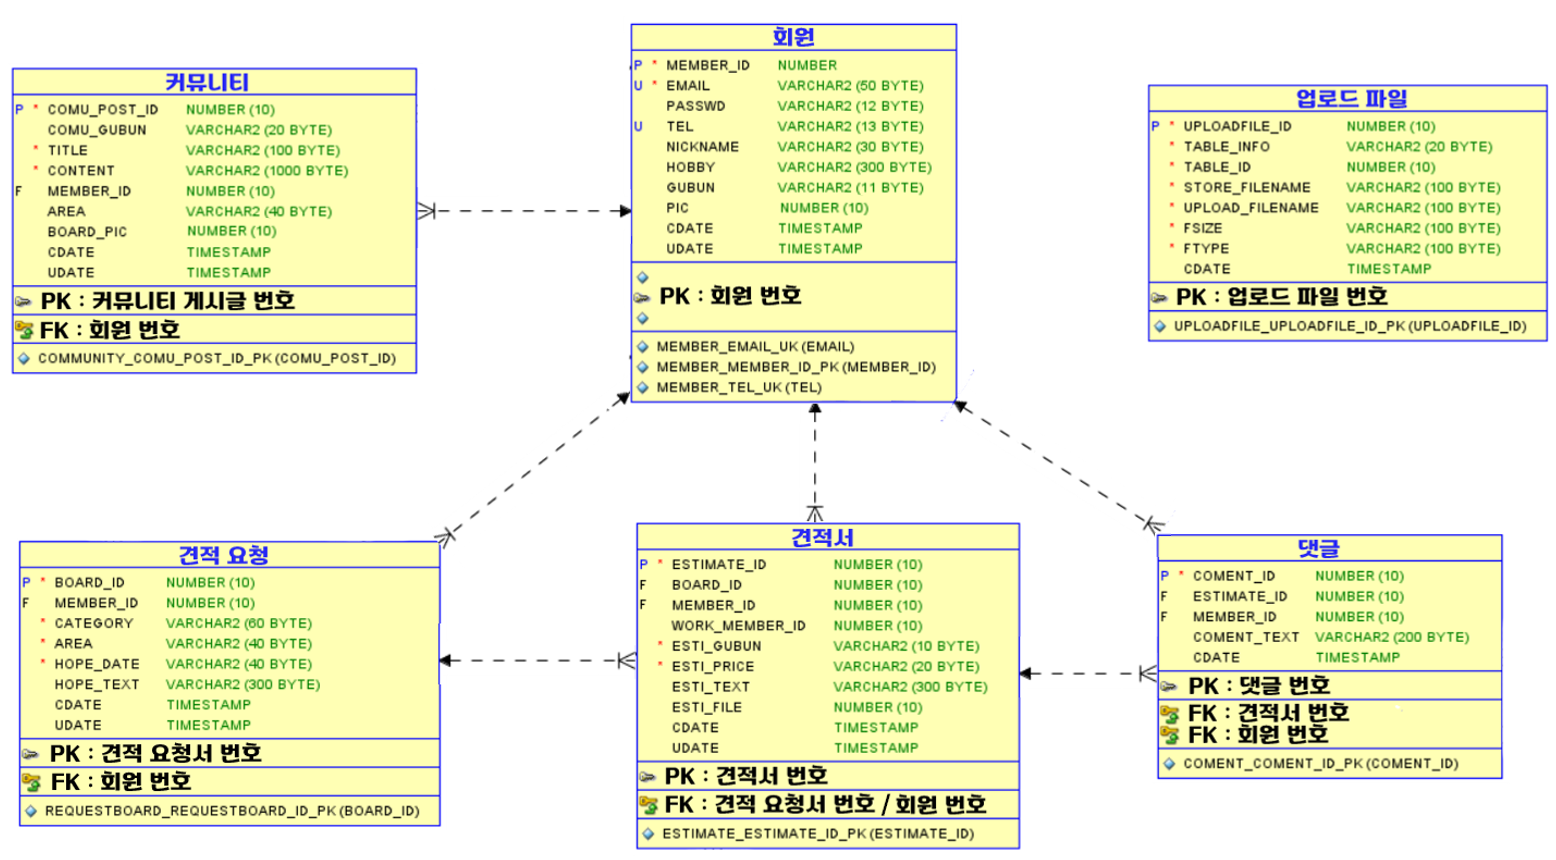 커뮤니티
P * COMU_POST_ID NUMBER (10)
COMU_GUBUN VARCHAR2 (20 BYTE)
* TITLE VARCHAR2 (100 BYTE)
* CONTENT VARCHAR2 (1000 BYTE)
F MEMBER_ID NUMBER (10)
AREA VARCHAR2 (40 BYTE)
BOARD_PIC NUMBER (10)
CDATE TIMESTAMP
UDATE TIMESTAMP
PK : 커뮤니티 게시글 번호
FK : 회원 번호
COMMUNITY_COMU_POST_ID_PK (COMU_POST_ID)
회원
P * MEMBER_ID NUMBER
U * EMAIL VARCHAR2 (50 BYTE)
PASSWD VARCHAR2 (12 BYTE)
U TEL VARCHAR2 (13 BYTE)
NICKNAME VARCHAR2 (30 BYTE)
HOBBY VARCHAR2 (300 BYTE)
GUBUN VARCHAR2 (11 BYTE)
PIC NUMBER (10)
CDATE TIMESTAMP
UDATE TIMESTAMP
PK : 회원 번호
MEMBER_EMAIL_UK (EMAIL)
MEMBER_MEMBER_ID_PK (MEMBER_ID)
MEMBER_TEL_UK (TEL)
업로드 파일
P * UPLOADFILE_ID NUMBER (10)
* TABLE_INFO VARCHAR2 (20 BYTE)
* TABLE_ID NUMBER (10)
* STORE_FILENAME VARCHAR2 (100 BYTE)
* UPLOAD_FILENAME VARCHAR2 (100 BYTE)
* FSIZE VARCHAR2 (100 BYTE)
* FTYPE VARCHAR2 (100 BYTE)
CDATE TIMESTAMP
PK : 업로드 파일 번호
UPLOADFILE_UPLOADFILE_ID_PK (UPLOADFILE_ID)
견적 요청
P * BOARD_ID NUMBER (10)
F MEMBER_ID NUMBER (10)
* CATEGORY VARCHAR2 (60 BYTE)
* AREA VARCHAR2 (40 BYTE)
* HOPE_DATE VARCHAR2 (40 BYTE)
HOPE_TEXT VARCHAR2 (300 BYTE)
CDATE TIMESTAMP
UDATE TIMESTAMP
PK : 견적 요청서 번호
FK : 회원 번호
REQUESTBOARD_REQUESTBOARD_ID_PK (BOARD_ID)
견적서
P * ESTIMATE_ID NUMBER (10)
F BOARD_ID NUMBER (10)
F MEMBER_ID NUMBER (10)
WORK_MEMBER_ID NUMBER (10)
* ESTI_GUBUN VARCHAR2 (10 BYTE)
* ESTI_PRICE VARCHAR2 (20 BYTE)
ESTI_TEXT VARCHAR2 (300 BYTE)
ESTI_FILE NUMBER (10)
CDATE TIMESTAMP
UDATE TIMESTAMP
PK : 견적서 번호
FK : 견적 요청서 번호 / 회원 번호
ESTIMATE_ESTIMATE_ID_PK (ESTIMATE_ID)
댓글
P * COMENT_ID NUMBER (10)
F ESTIMATE_ID NUMBER (10)
F MEMBER_ID NUMBER (10)
COMENT_TEXT VARCHAR2 (200 BYTE)
CDATE TIMESTAMP
PK : 댓글 번호
FK : 견적서 번호
FK : 회원 번호
COMENT_COMENT_ID_PK (COMENT_ID)